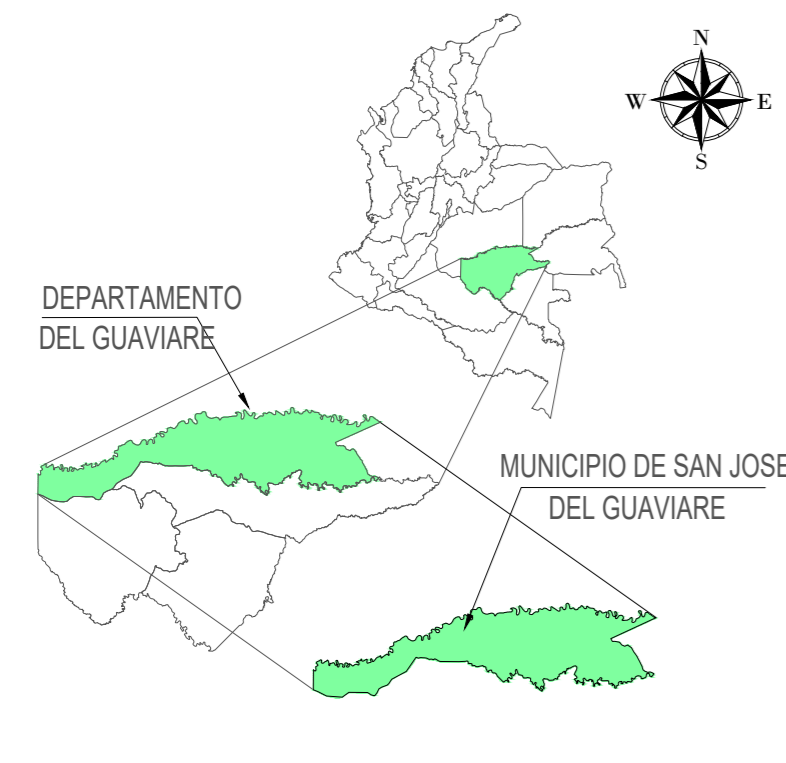 N
W E
S
DEPARTAMENTO
DEL GUAVIARE
MUNICIPIO DE SAN JOSE
DEL GUAVIARE